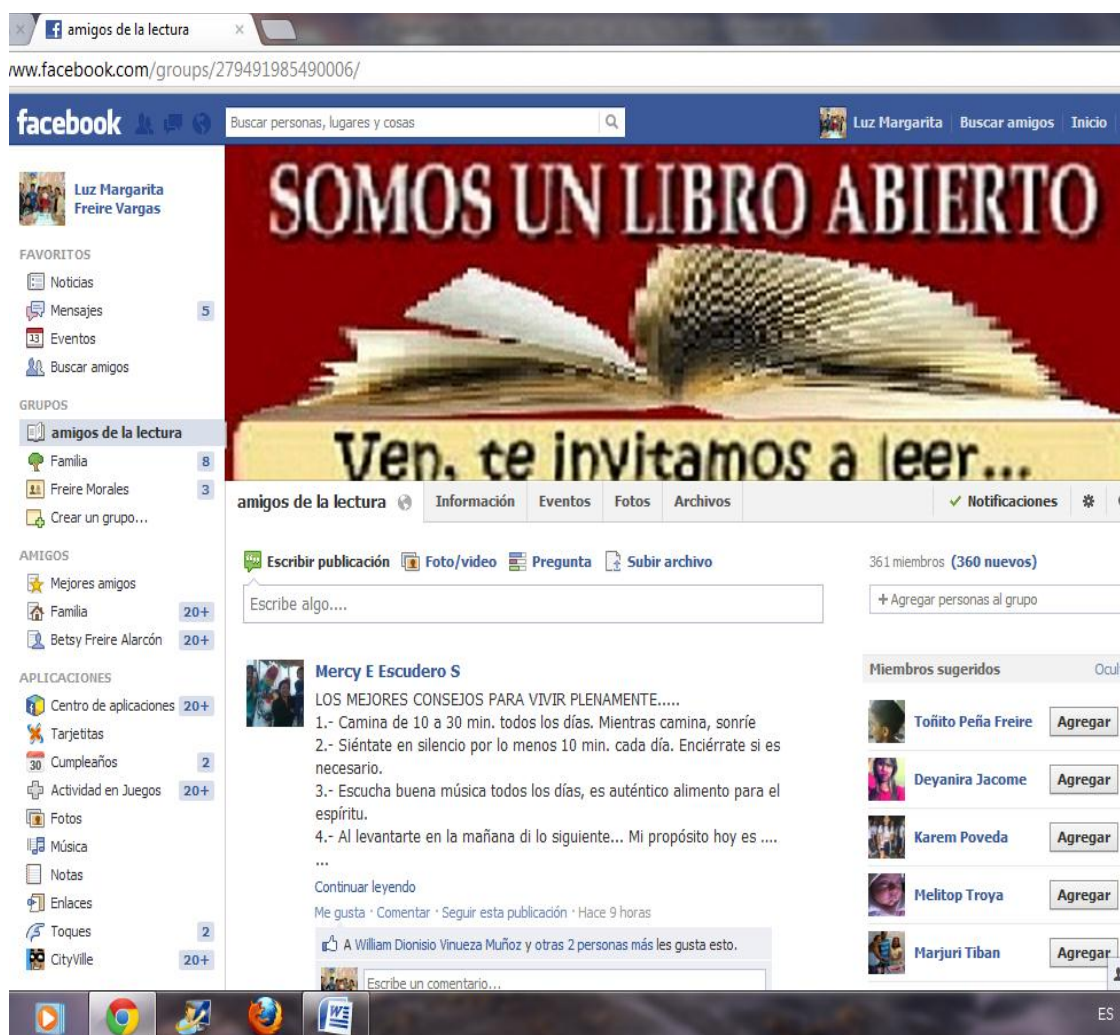 amigos de la lectura
www.facebook.com/groups/279491985490006/
facebook
Buscar personas, lugares y cosas
Luz Margarita
Buscar amigos
Inicio
Luz Margarita
Freire Vargas
FAVORITOS
Noticias
Mensajes 5
13 Eventos
Buscar amigos
GRUPOS
amigos de la lectura
Familia 8
Freire Morales 3
Crear un grupo...
AMIGOS
Mejores amigos
Familia 20+
Betsy Freire Alarcón 20+
APLICACIONES
Centro de aplicaciones 20+
Tarjetitas
30 Cumpleaños 2
Actividad en Juegos 20+
Fotos
Música
Notas
Enlaces
Toques 2
CityVille 20+
SOMOS UN LIBRO ABIERTO
Ven, te invitamos a leer...
amigos de la lectura
Información
Eventos
Fotos
Archivos
Notificaciones
Escribir publicación
Foto/video
Pregunta
Subir archivo
Escribe algo....
Mercy E Escudero S
LOS MEJORES CONSEJOS PARA VIVIR PLENAMENTE.....
1.- Camina de 10 a 30 min. todos los días. Mientras camina, sonríe
2.- Siéntate en silencio por lo menos 10 min. cada día. Enciérrate si es
necesario.
3.- Escucha buena música todos los días, es auténtico alimento para el
espíritu.
4.- Al levantarte en la mañana di lo siguiente... Mi propósito hoy es ....
...
Continuar leyendo
Me gusta · Comentar · Seguir esta publicación · Hace 9 horas
A William Dionisio Vinueza Muñoz y otras 2 personas más les gusta esto.
Escribe un comentario...
361 miembros (360 nuevos)
+ Agregar personas al grupo
Miembros sugeridos
Toñito Peña Freire Agregar
Deyanira Jacome Agregar
Karem Poveda Agregar
Melitop Troya Agregar
Marjuri Tiban Agregar
ES